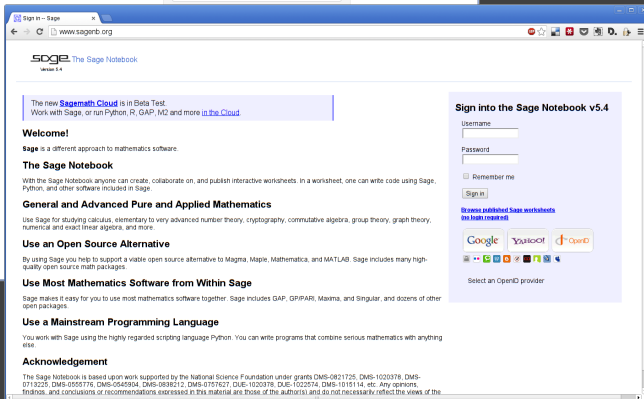 Sign in -- Sage
www.sagenb.org
sage The Sage Notebook
Version 5.4
The new Sagemath Cloud is in Beta Test.
Work with Sage, or run Python, R, GAP, M2 and more in the Cloud.
Welcome!
Sage is a different approach to mathematics software.
The Sage Notebook
With the Sage Notebook anyone can create, collaborate on, and publish interactive worksheets. In a worksheet, one can write code using Sage,
Python, and other software included in Sage.
General and Advanced Pure and Applied Mathematics
Use Sage for studying calculus, elementary to very advanced number theory, cryptography, commutative algebra, group theory, graph theory,
numerical and exact linear algebra, and more.
Use an Open Source Alternative
By using Sage you help to support a viable open source alternative to Magma, Maple, Mathematica, and MATLAB. Sage includes many high-
quality open source math packages.
Use Most Mathematics Software from Within Sage
Sage makes it easy for you to use most mathematics software together. Sage includes GAP, GP/PARI, Maxima, and Singular, and dozens of other
open packages.
Use a Mainstream Programming Language
You work with Sage using the highly regarded scripting language Python. You can write programs that combine serious mathematics with anything
else.
Acknowledgement
The Sage Notebook is based upon work supported by the National Science Foundation under grants DMS-0821725, DMS-1020378, DMS-
0713225, DMS-0555776, DMS-0545904, DMS-0838212, DMS-0757627, DUE-1020378, DUE-1022574, DMS-1015114, etc. Any opinions,
findings, and conclusions or recommendations expressed in this material are those of the author(s) and do not necessarily reflect the views of the
Sign into the Sage Notebook v5.4
Username
Password
Remember me
Sign in
Browse published Sage worksheets
(no login required)
Google
YAHOO!
OpenID
Select an OpenID provider